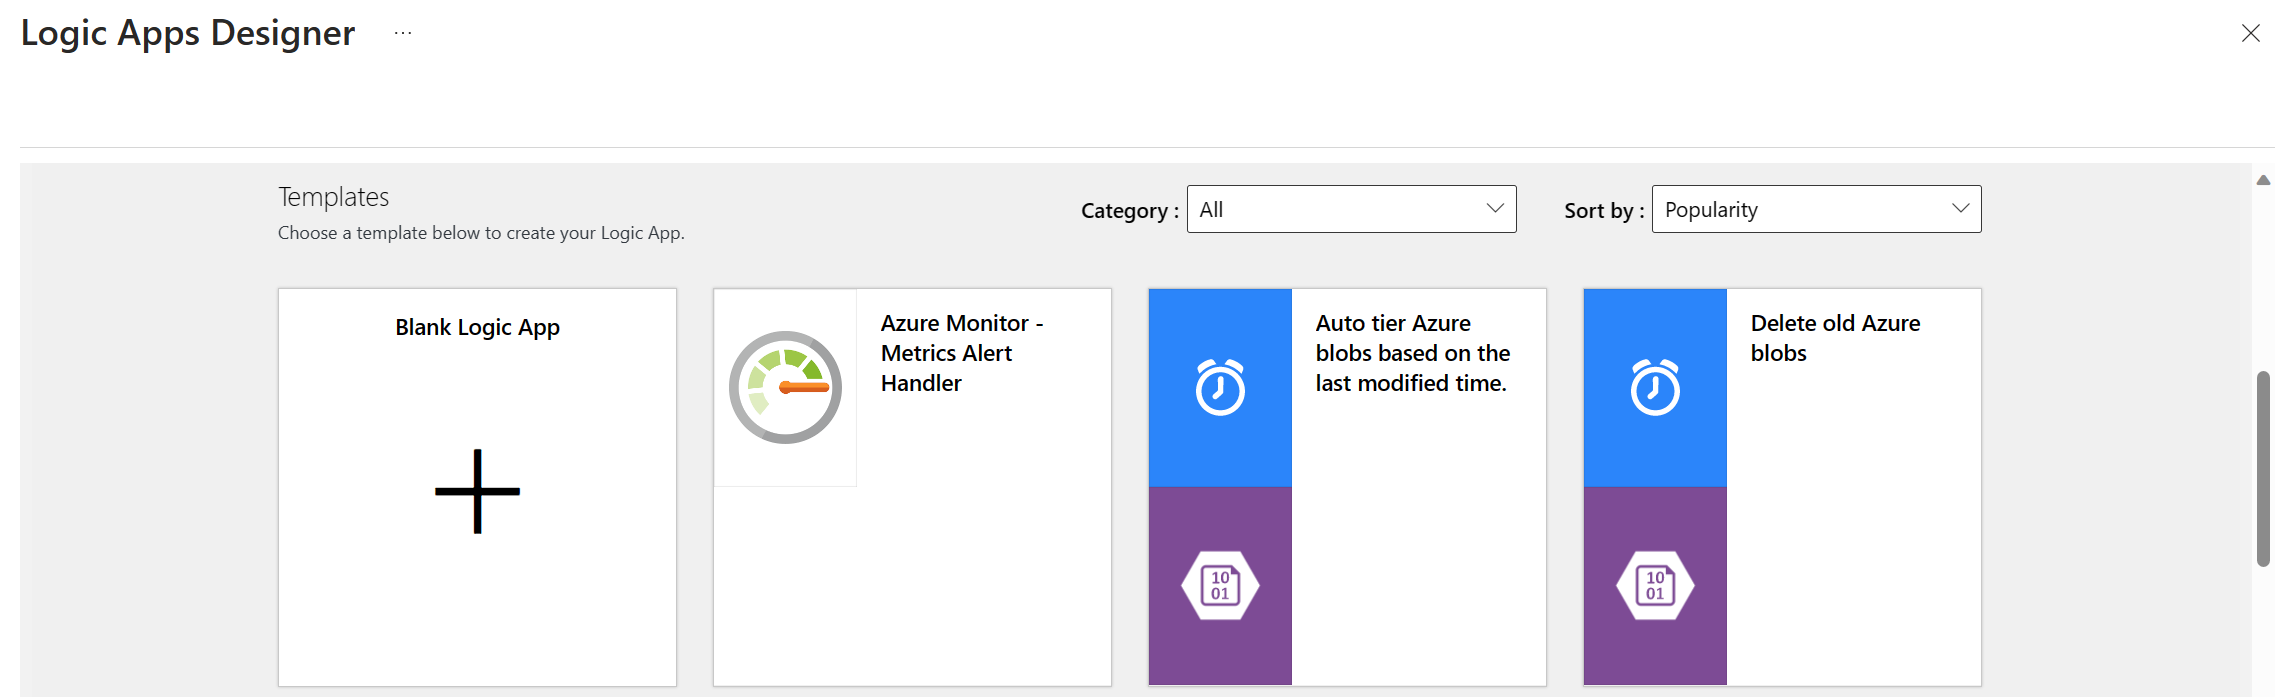 Logic Apps Designer ...
Templates
Choose a template below to create your Logic App.
Category : All
Sort by : Popularity
Blank Logic App
Azure Monitor -
Metrics Alert
Handler
Auto tier Azure
blobs based on the
last modified time.
10
01
Delete old Azure
blobs
10
01